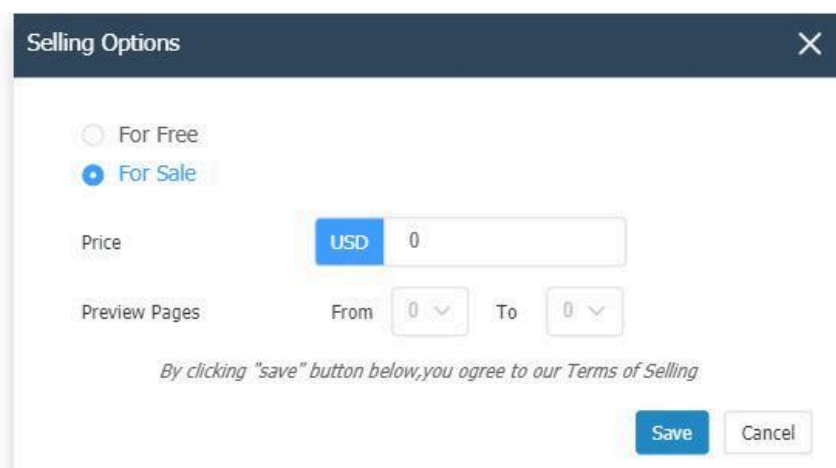 Selling Options
For Free
For Sale
Price USD 0
Preview Pages From 0 To 0
By clicking "save" button below,you ogree to our Terms of Selling
Save Cancel